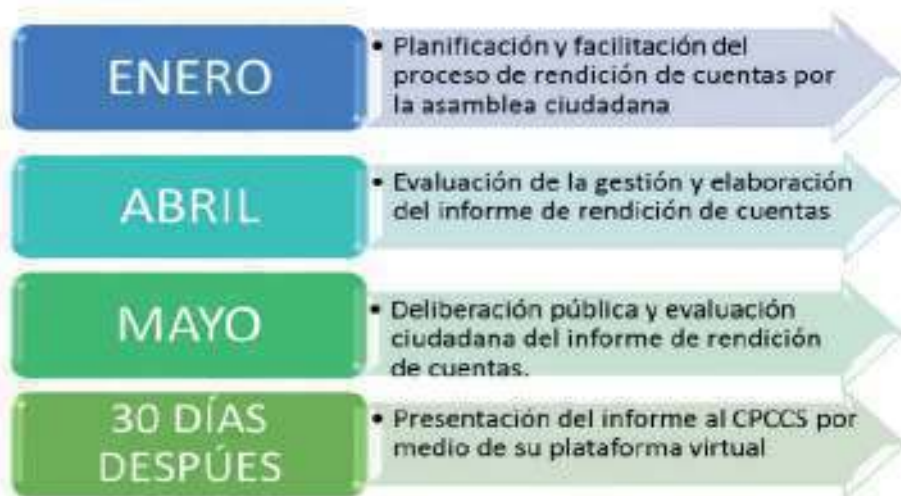 ENERO
• Planificación y facilitación del
proceso de rendición de cuentas por
la asamblea ciudadana
ABRIL
• Evaluación de la gestión y elaboración
del informe de rendición de cuentas
MAYO
• Deliberación pública y evaluación
ciudadana del informe de rendición
de cuentas.
30 DÍAS
DESPÚES
• Presentación del informe al CPCCS por
medio de su plataforma virtual